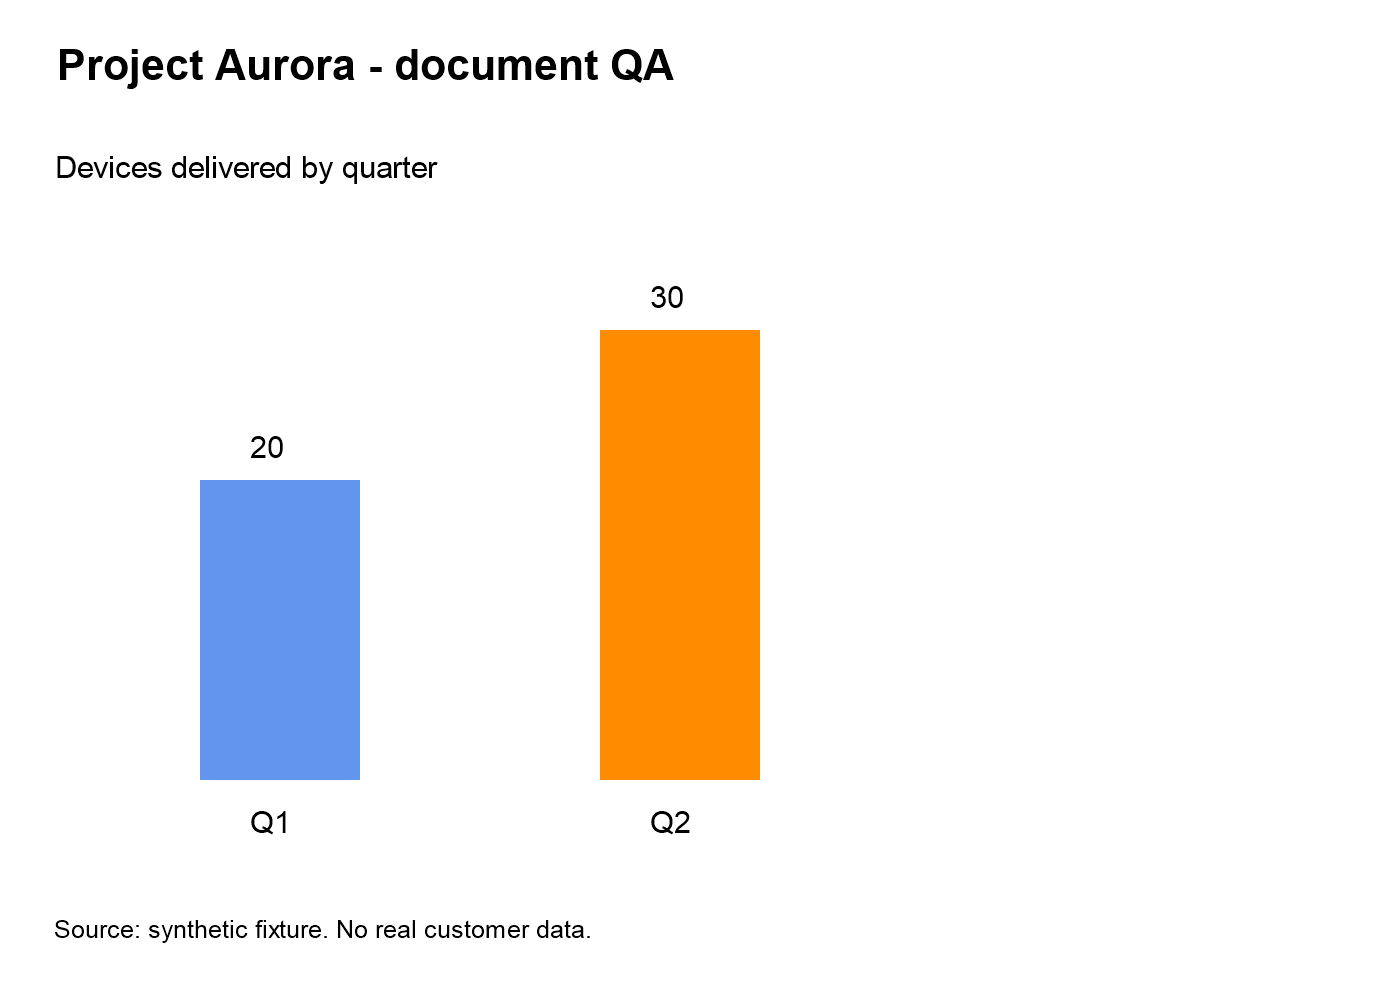 Project Aurora - document QA
Devices delivered by quarter
30
20
Q1 Q2
Source: synthetic fixture. No real customer data.